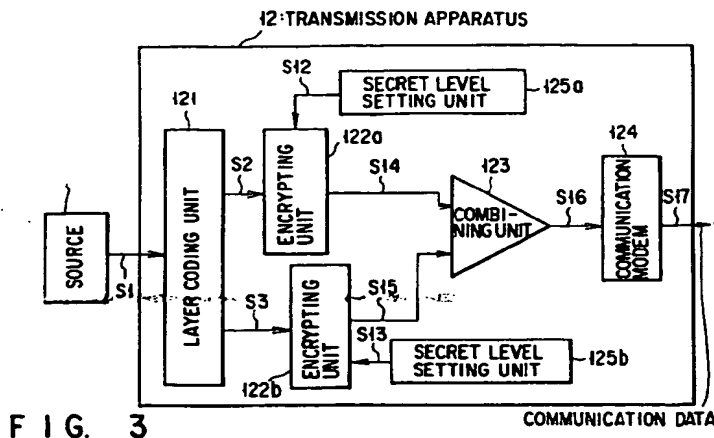 12:TRANSMISSION APPARATUS
S12
SECRET LEVEL
SETTING UNIT
125a
121
122a
S2
S14
123
124
SOURCE
S1
LAYER CODING UNIT
ENCRYPTING
UNIT
COMBI-
NING UNIT
S16
COMMUNICATION
MODEM
S17
S3
ENCRYPTING
UNIT
S15
S13
SECRET LEVEL
SETTING UNIT
122b
125b
FIG. 3
COMMUNICATION DATA